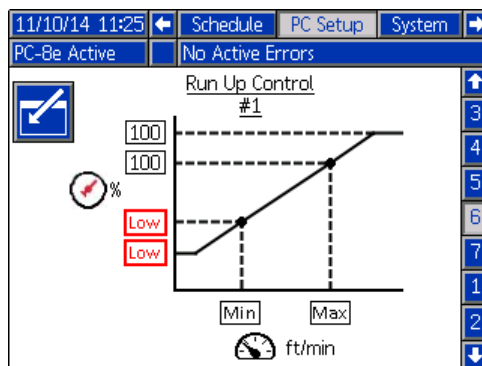 11/10/14 11:25 Schedule PC Setup System
PC-8e Active No Active Errors
Run Up Control
#1
100
100
%
Low
Low
Min Max
ft/min
3
4
5
6
7
1
2